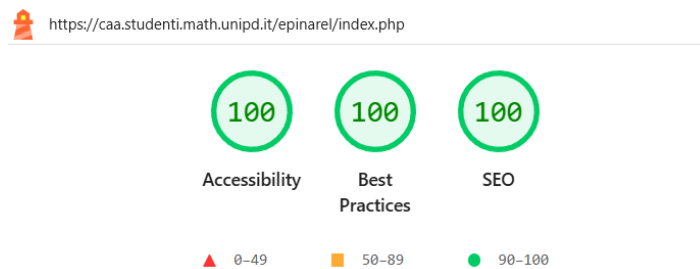 https://caa.studenti.math.unipd.it/epinarel/index.php
100 100 100
Accessibility Best Practices SEO
0–49 50–89 90–100